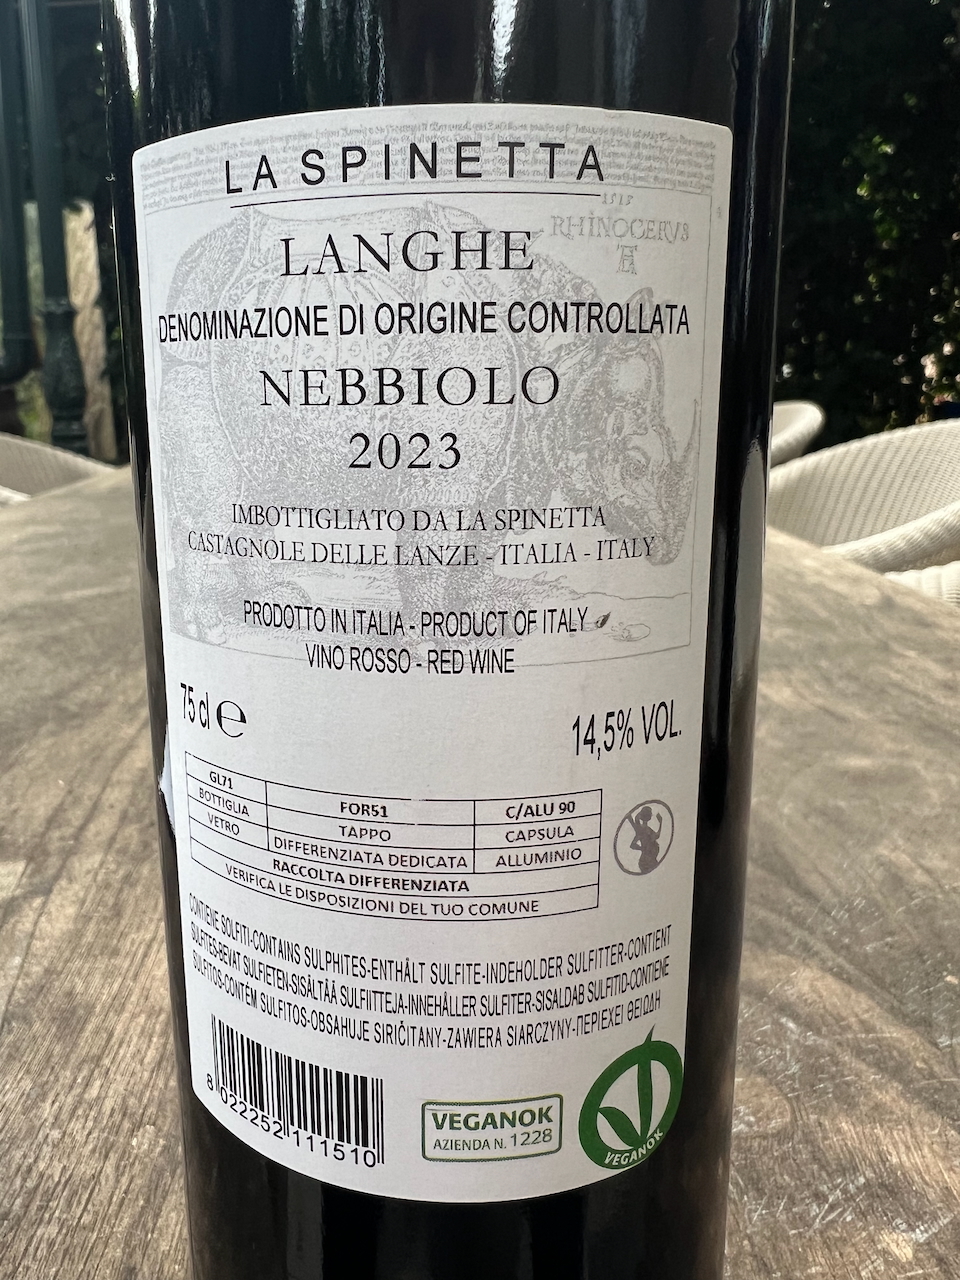 LA SPINETTA
1515
RHINOCERVS
LANGHE
DENOMINAZIONE DI ORIGINE CONTROLLATA
NEBBIOLO
2023
IMBOTTIGLIATO DA LA SPINETTA
CASTAGNOLE DELLE LANZE - ITALIA - ITALY
PRODOTTO IN ITALIA - PRODUCT OF ITALY
VINO ROSSO - RED WINE
75 cl e
14,5% VOL.
GL71 FOR51 C/ALU 90
BOTTIGLIA TAPPO CAPSULA
VETRO DIFFERENZIATA DEDICATA ALLUMINIO
RACCOLTA DIFFERENZIATA
VERIFICA LE DISPOSIZIONI DEL TUO COMUNE
CONTIENE SOLFITI-CONTAINS SULPHITES-ENTHÅLT SULFITE-INDEHOLDER SULFITTER-CONTIENT
SULFITES-BEVAT SULFIETEN-SISÄLTÄÄ SULFIITTEJA-INNEHÅLLER SULFITER-SISALDAB SULFITID-CONTIENE
SULFITOS-CONTÉM SULFITOS-OBSAHUJE SIRIČITANY-ZAWIERA SIARCZYNY-ΠΕΡΙΕΧΕΙ ΘΕΙΩΔΗ
8 022252 111510
VEGANOK
AZIENDA N. 1228
VEGANOK